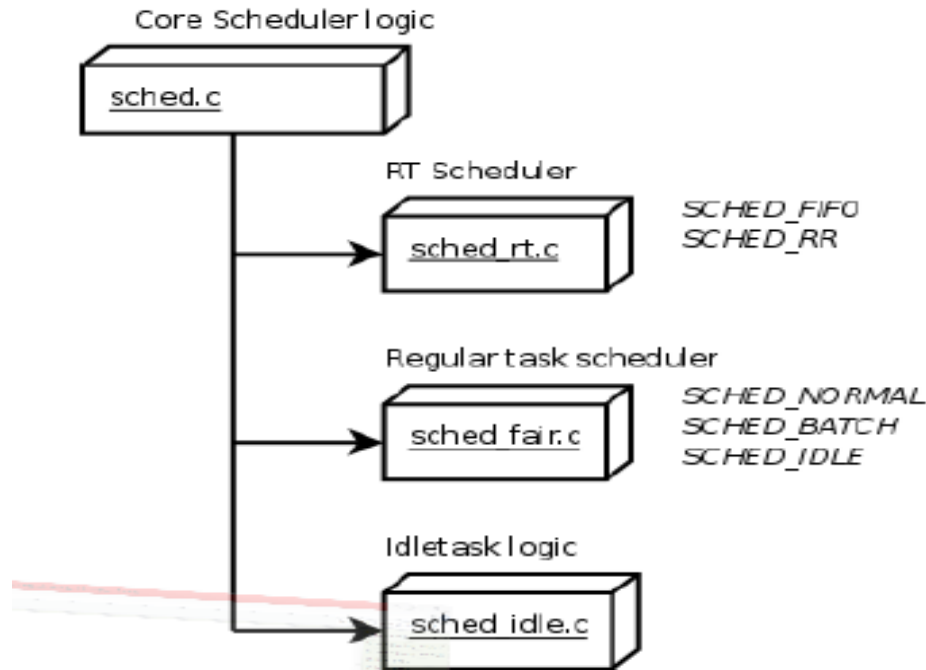 Core Scheduler logic
sched.c
RT Scheduler
sched_rt.c
SCHED_FIFO
SCHED_RR
Regular task scheduler
sched_fair.c
SCHED_NORMAL
SCHED_BATCH
SCHED_IDLE
Idle task logic
sched_idle.c